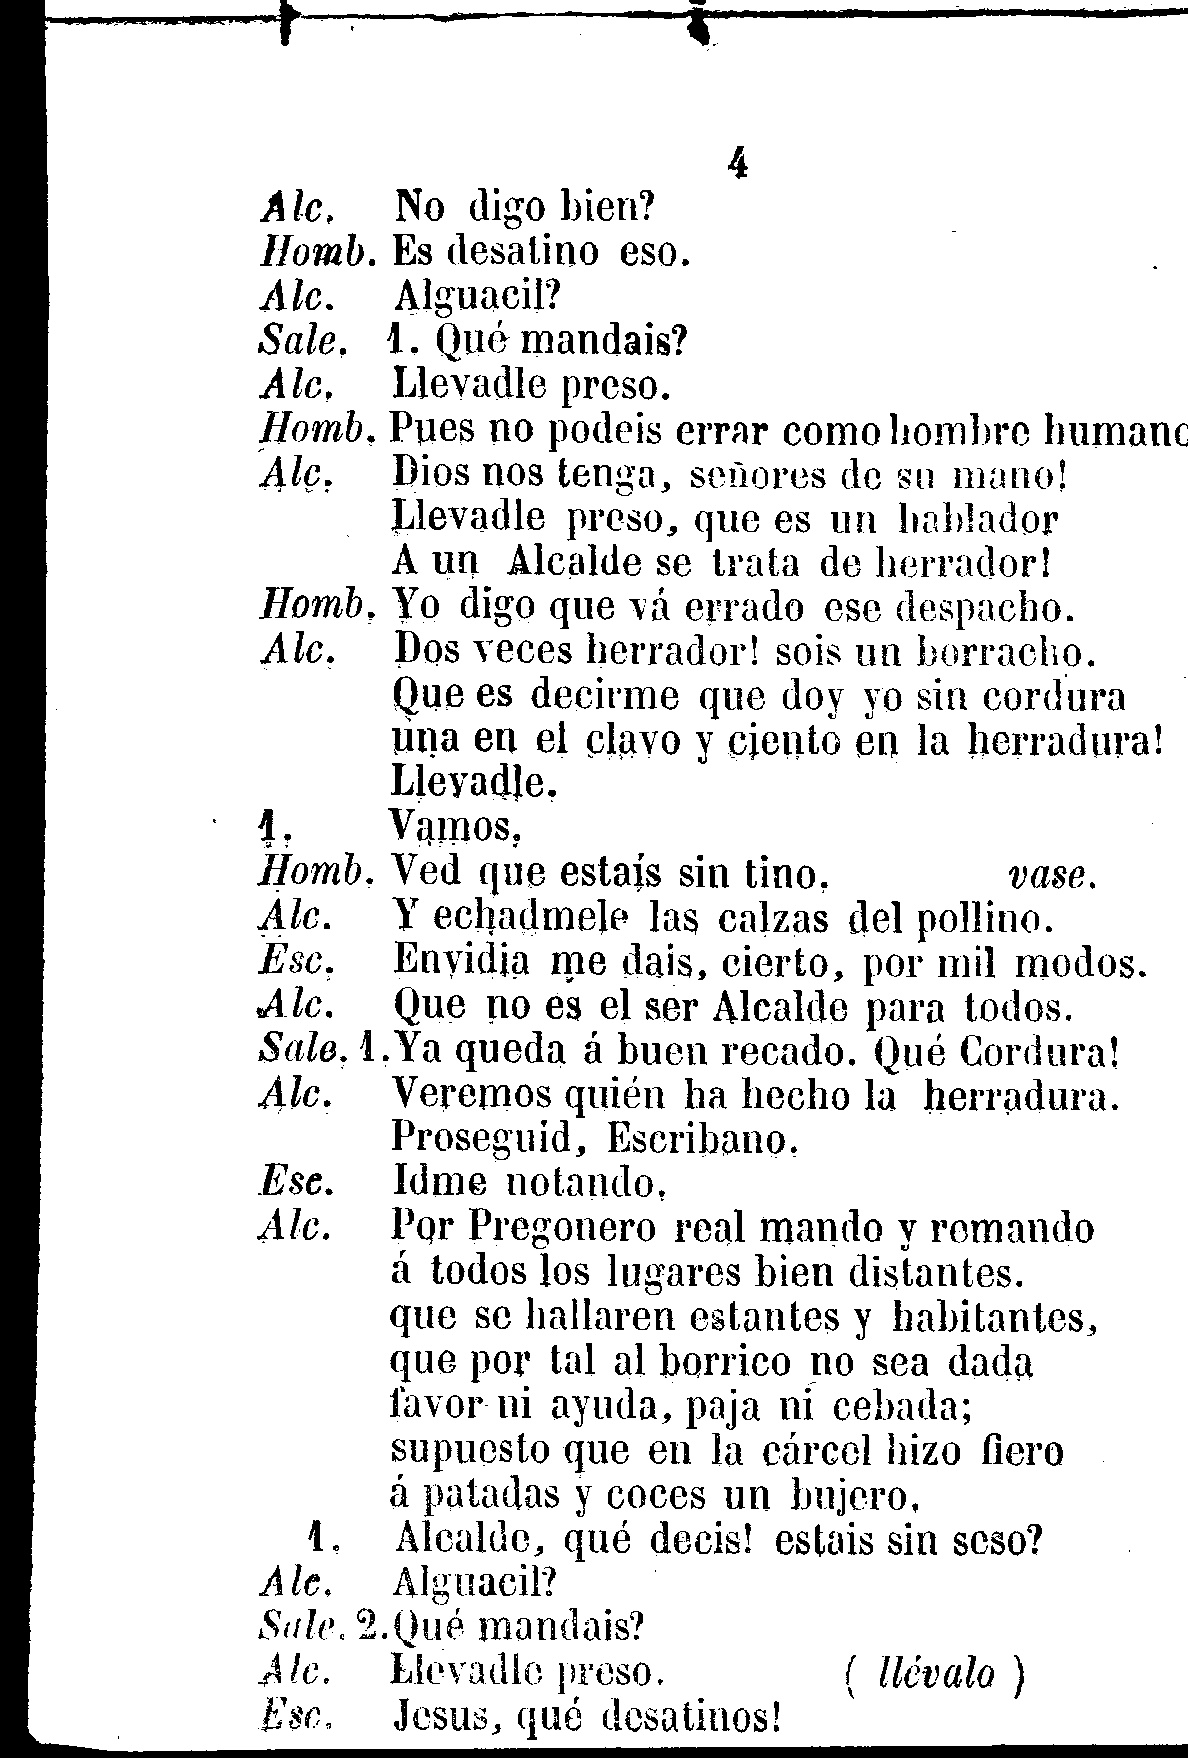 4
Alc. No digo bien?
Homb. Es desatino eso.
Alc. Alguacil?
Sale. 1. Qué mandais?
Alc. Llevadle preso.
Homb. Pues no podeis errar como hombre humano
Alc. Dios nos tenga, señores de su mano!
Llevadle preso, que es un hablador
A un Alcalde se trata de herrador!
Homb. Yo digo que vá errado ese despacho.
Alc. Dos veces herrador! sois un borracho.
Que es decirme que doy yo sin cordura
una en el clavo y ciento en la herradura!
Llevadle.
1. Vamos.
Homb. Ved que estaís sin tino. vase.
Alc. Y echadmele las calzas del pollino.
Esc. Envidia me dais, cierto, por mil modos.
Alc. Que no es el ser Alcalde para todos.
Sale. 1. Ya queda á buen recado. Qué Cordura!
Alc. Veremos quién ha hecho la herradura.
Proseguid, Escribano.
Esc. Idme notando.
Alc. Por Pregonero real mando y remando
á todos los lugares bien distantes.
que se hallaren estantes y habitantes,
que por tal al borrico no sea dada
favor ni ayuda, paja ni cebada;
supuesto que en la cárcel hizo fiero
á patadas y coces un bujero.
1. Alcalde, qué decis! estais sin seso?
Alc. Alguacil?
Sale. 2. Qué mandais?
Alc. Llevadle preso. ( llévalo )
Esc. Jesus, qué desatinos!